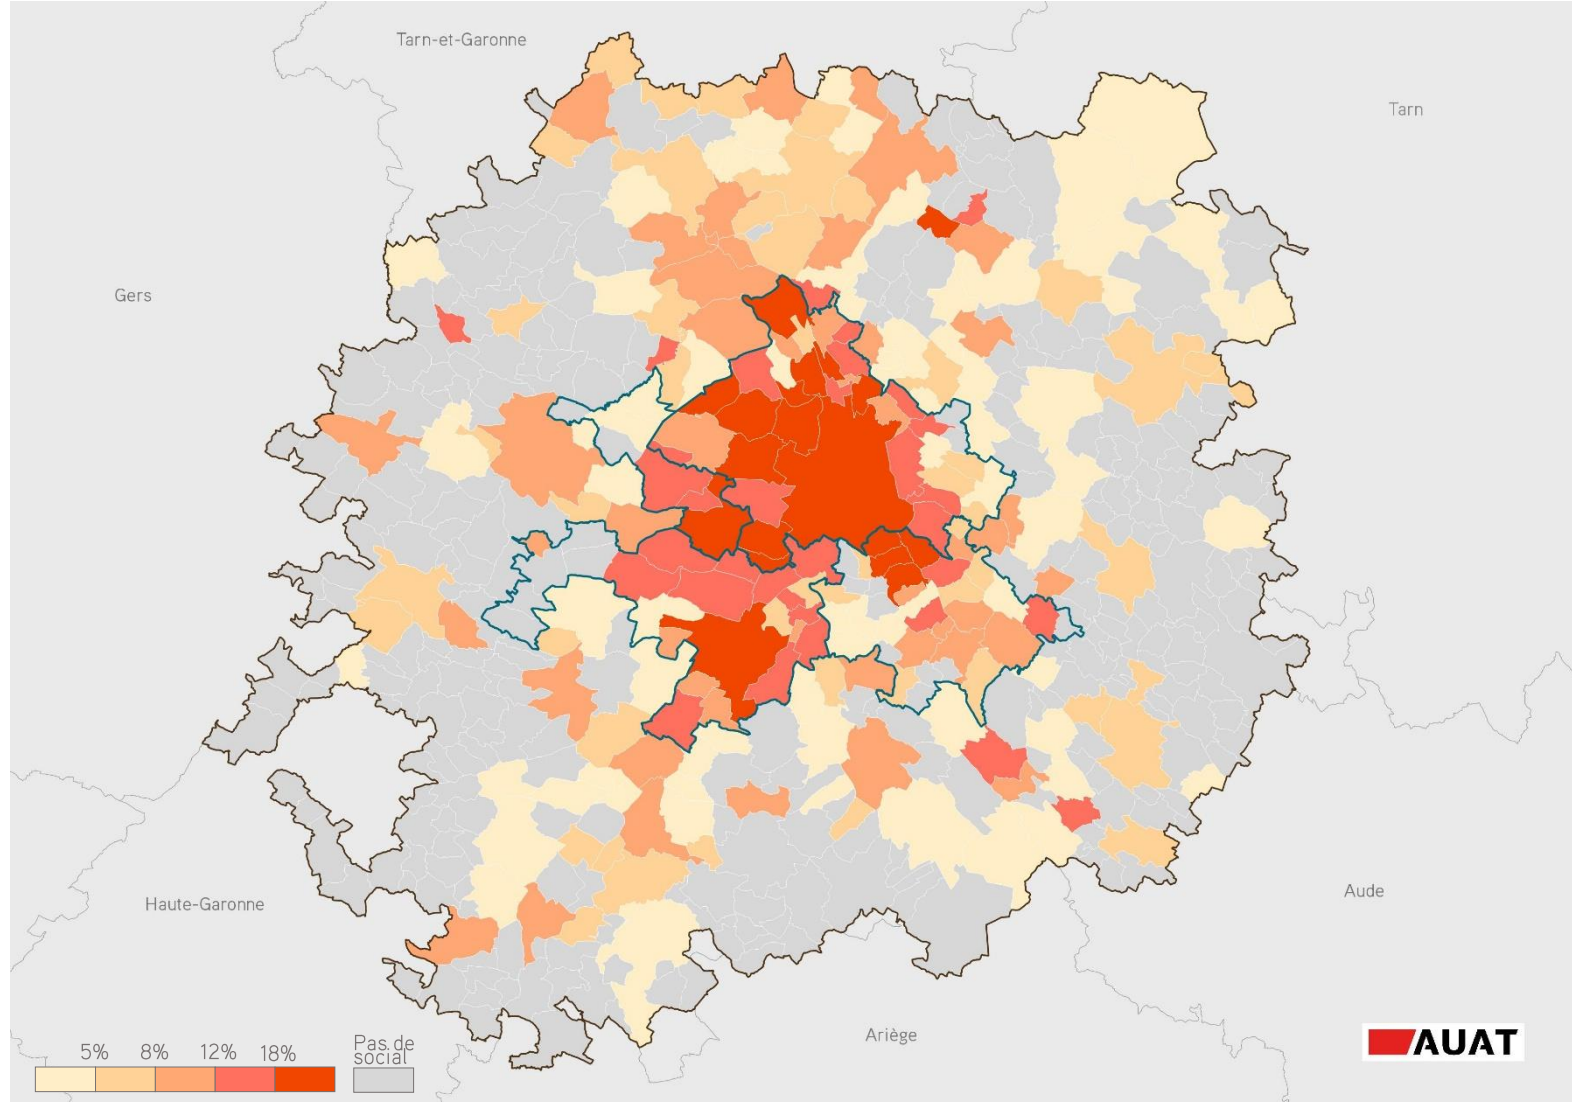 Tarn-et-Garonne
Tarn
Gers
Haute-Garonne
Aude
Ariège
5% 8% 12% 18%
Pas de
social
AUAT